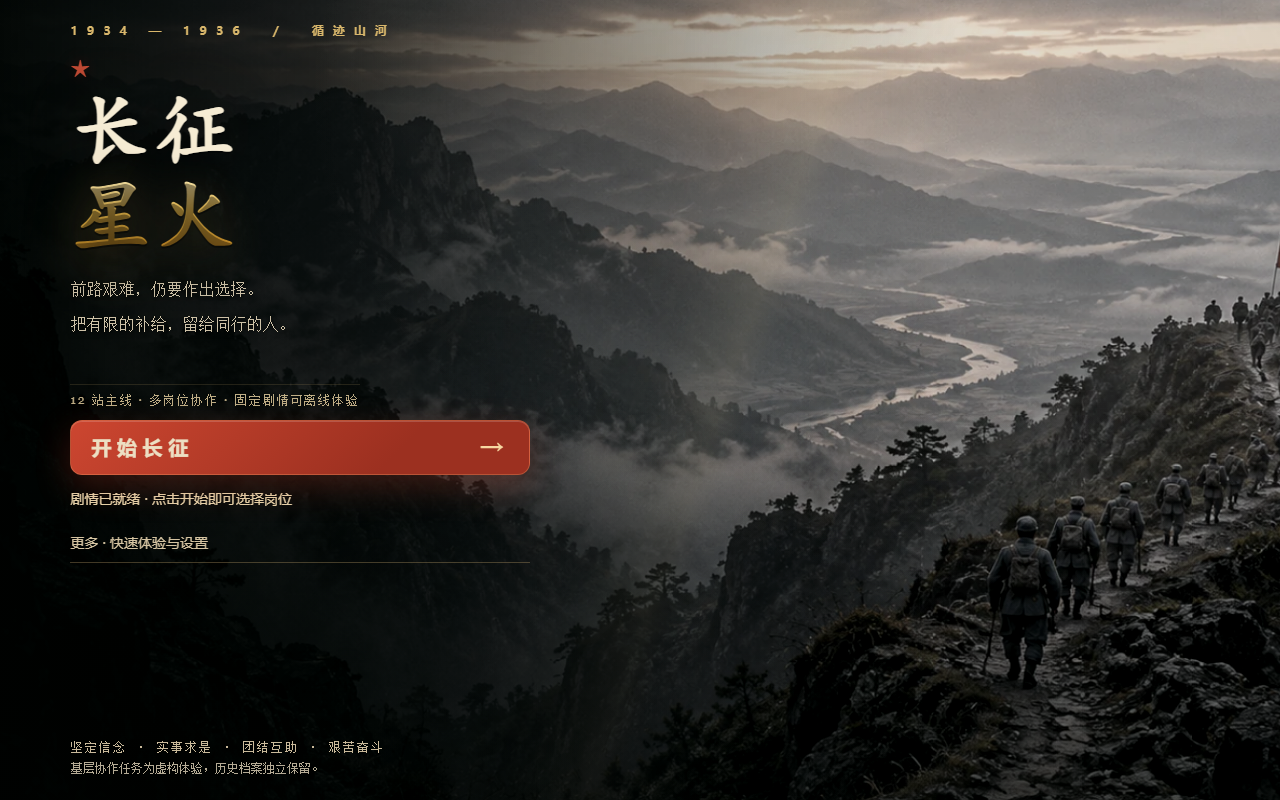 1934 — 1936 / 循迹山河
长征
星火
前路艰难，仍要作出选择。
把有限的补给，留给同行的人。
12 站主线 · 多岗位协作 · 固定剧情可离线体验
开始长征 →
剧情已就绪 · 点击开始即可选择岗位
更多 · 快速体验与设置
坚定信念 · 实事求是 · 团结互助 · 艰苦奋斗
基层协作任务为虚构体验，历史档案独立保留。